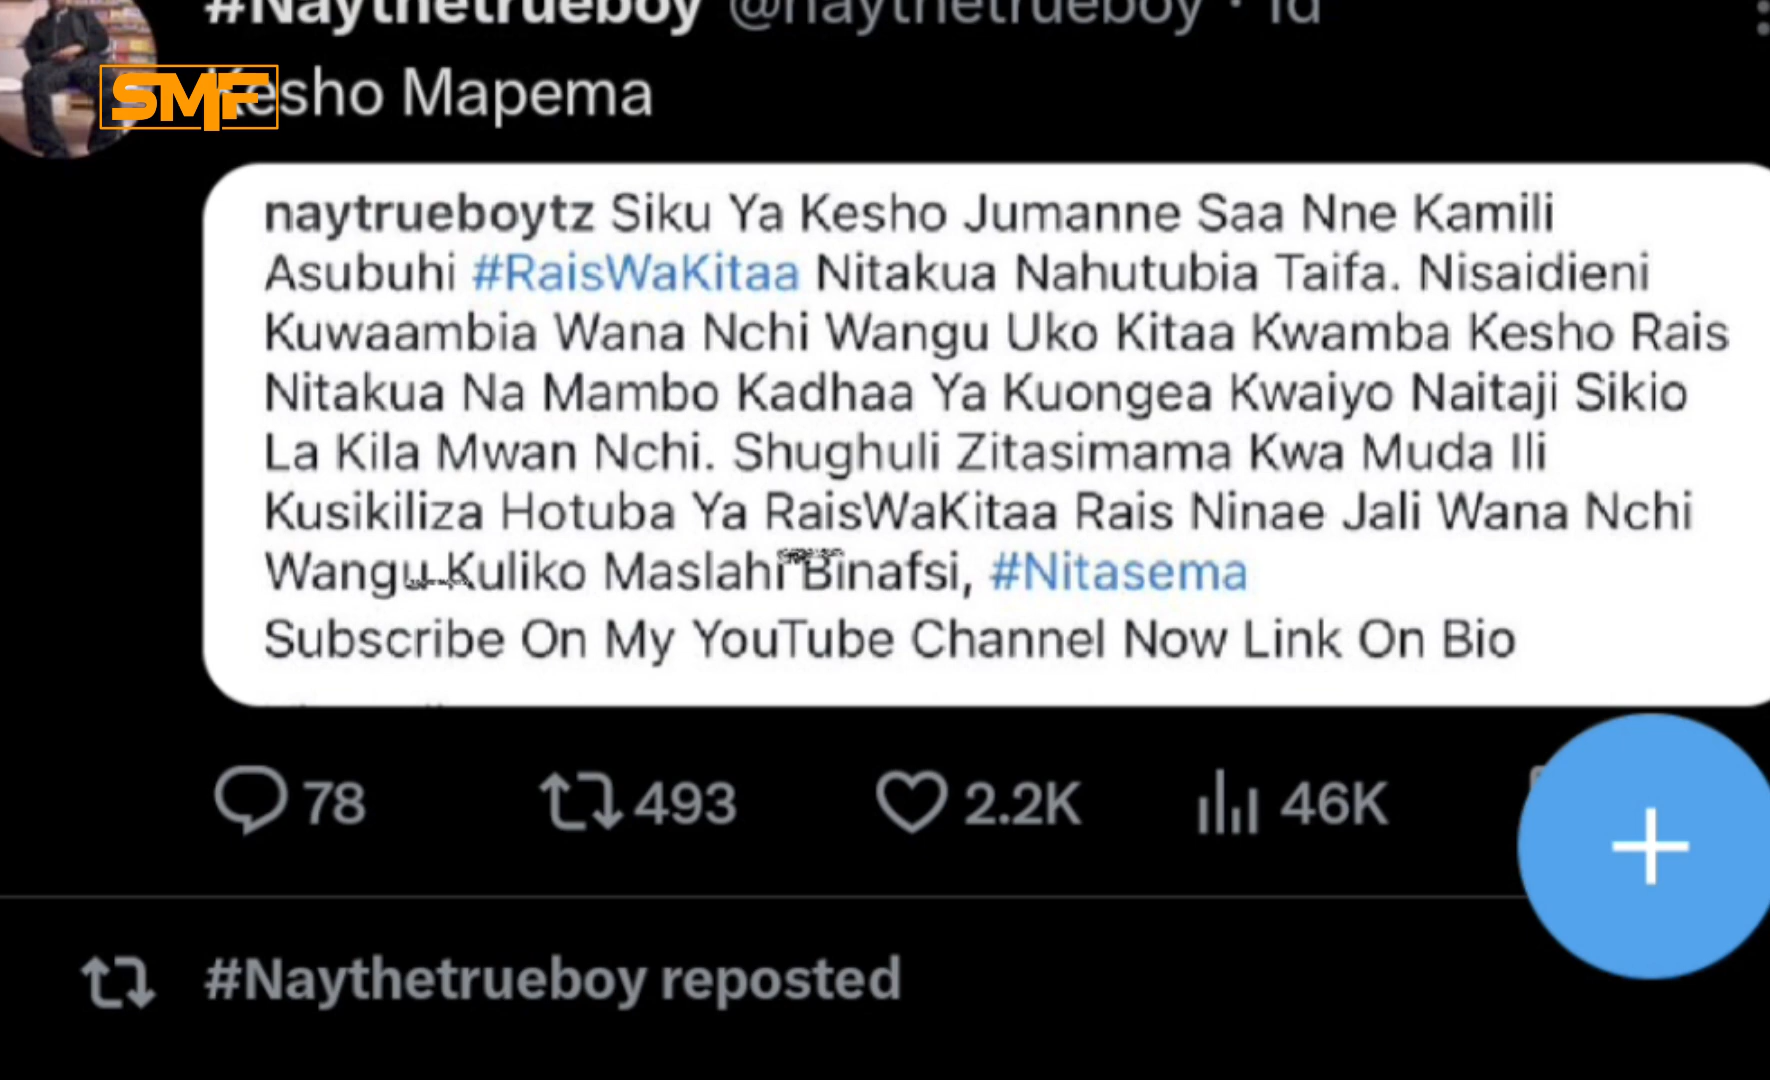 #Naythetrueboy @naythetrueboy · 1d
SMF
Kesho Mapema
naytrueboytz Siku Ya Kesho Jumanne Saa Nne Kamili
Asubuhi #RaisWaKitaa Nitakua Nahutubia Taifa. Nisaidieni
Kuwaambia Wana Nchi Wangu Uko Kitaa Kwamba Kesho Rais
Nitakua Na Mambo Kadhaa Ya Kuongea Kwaiyo Naitaji Sikio
La Kila Mwan Nchi. Shughuli Zitasimama Kwa Muda Ili
Kusikiliza Hotuba Ya RaisWaKitaa Rais Ninae Jali Wana Nchi
Wangu Kuliko Maslahi Binafsi, #Nitasema
Subscribe On My YouTube Channel Now Link On Bio
78 493 2.2K 46K
#Naythetrueboy reposted